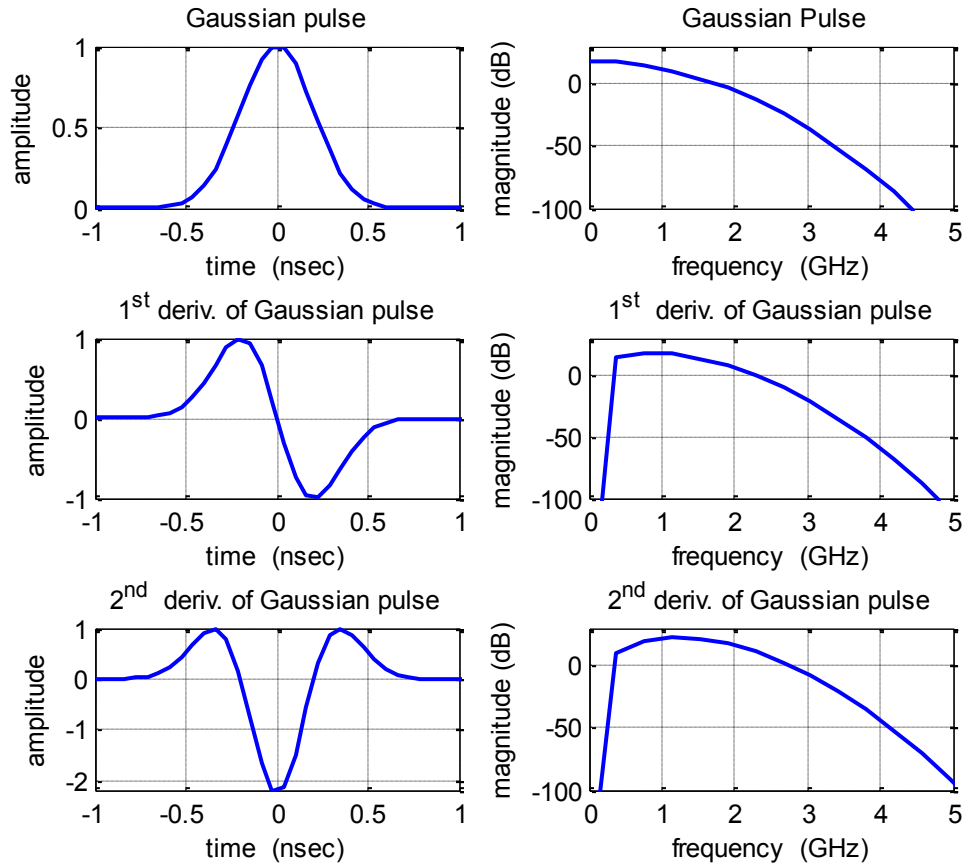 Gaussian pulse
amplitude
1
0.5
0
-1 -0.5 0 0.5 1
time (nsec)
Gaussian Pulse
magnitude (dB)
0
-50
-100
0 1 2 3 4 5
frequency (GHz)
1st deriv. of Gaussian pulse
amplitude
1
0
-1
-1 -0.5 0 0.5 1
time (nsec)
1st deriv. of Gaussian pulse
magnitude (dB)
0
-50
-100
0 1 2 3 4 5
frequency (GHz)
2nd deriv. of Gaussian pulse
amplitude
1
0
-1
-2
-1 -0.5 0 0.5 1
time (nsec)
2nd deriv. of Gaussian pulse
magnitude (dB)
0
-50
-100
0 1 2 3 4 5
frequency (GHz)